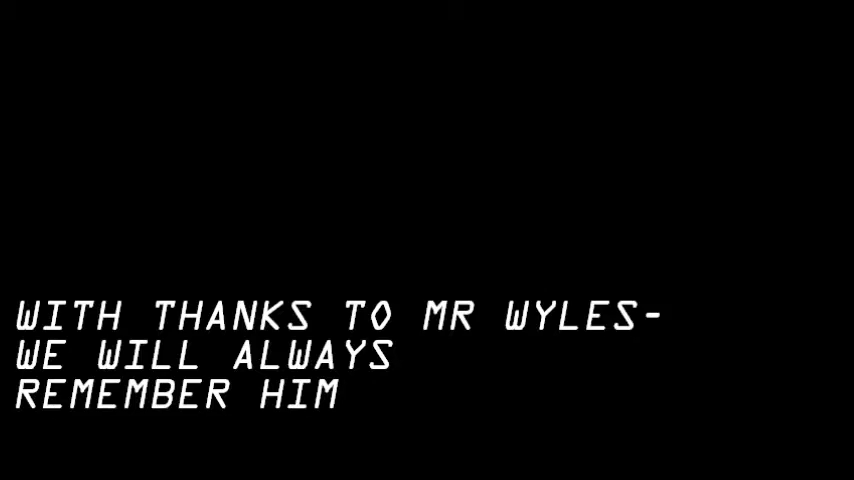 WITH THANKS TO MR WYLES-
WE WILL ALWAYS
REMEMBER HIM